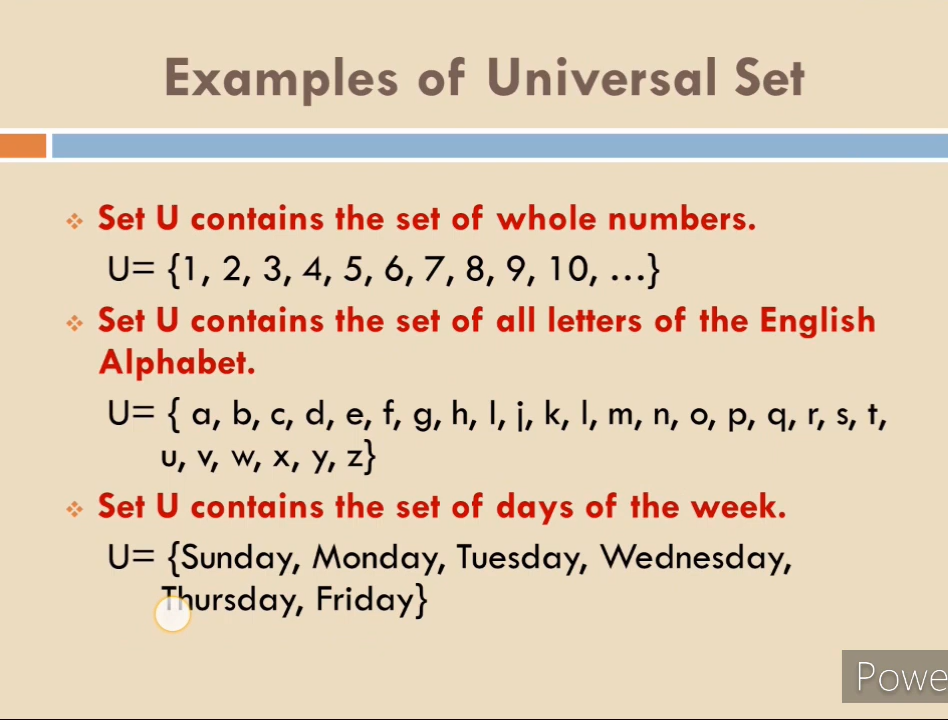 Examples of Universal Set
Set U contains the set of whole numbers.
U= {1, 2, 3, 4, 5, 6, 7, 8, 9, 10, ...}
Set U contains the set of all letters of the English
Alphabet.
U= { a, b, c, d, e, f, g, h, I, j, k, l, m, n, o, p, q, r, s, t,
u, v, w, x, y, z}
Set U contains the set of days of the week.
U= {Sunday, Monday, Tuesday, Wednesday,
Thursday, Friday}
Powe